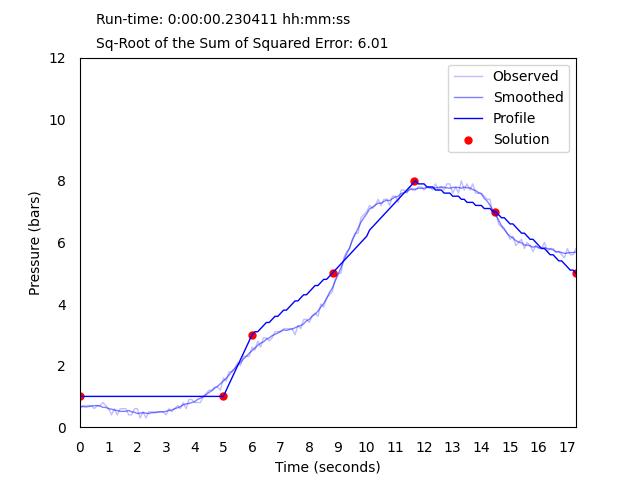 Run-time: 0:00:00.230411 hh:mm:ss
Sq-Root of the Sum of Squared Error: 6.01
12
10
8
6
4
2
0
Pressure (bars)
Observed
Smoothed
Profile
Solution
0 1 2 3 4 5 6 7 8 9 10 11 12 13 14 15 16 17
Time (seconds)